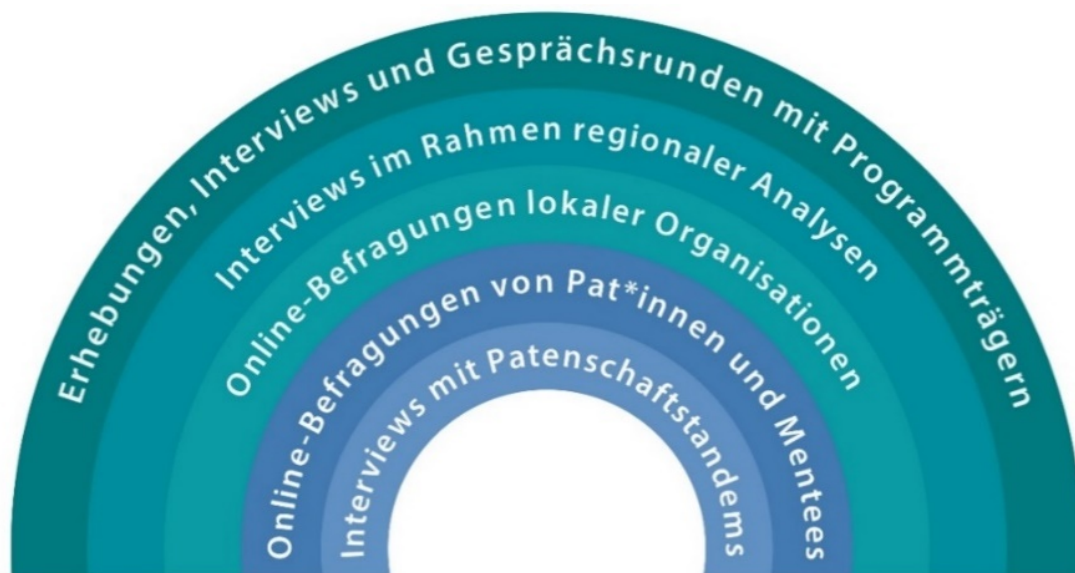 Erhebungen, Interviews und Gesprächsrunden mit Programmträgern
Interviews im Rahmen regionaler Analysen
Online-Befragungen lokaler Organisationen
Online-Befragungen von Pat*innen und Mentees
Interviews mit Patenschaftstandems